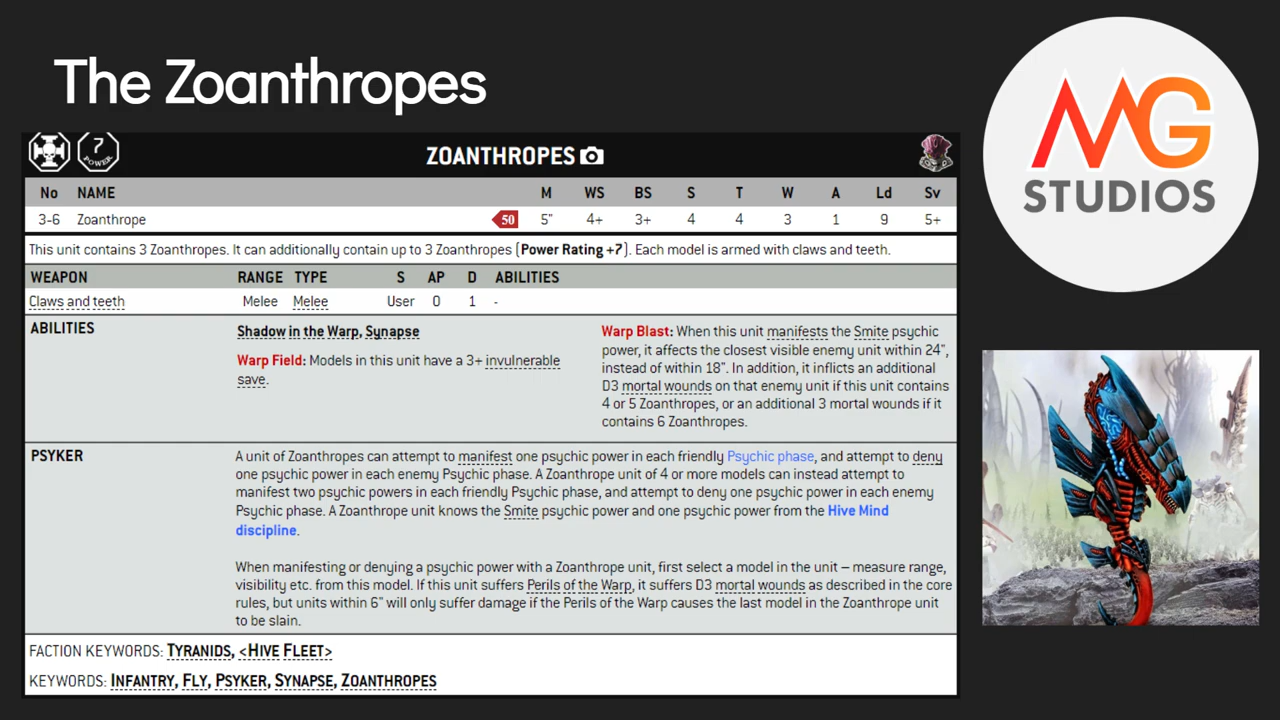 The Zoanthropes
MG
STUDIOS
7
POWER
ZOANTHROPES
No NAME M WS BS S T W A Ld Sv
3-6 Zoanthrope 50 5" 4+ 3+ 4 4 3 1 9 5+
This unit contains 3 Zoanthropes. It can additionally contain up to 3 Zoanthropes (Power Rating +7). Each model is armed with claws and teeth.
WEAPON RANGE TYPE S AP D ABILITIES
Claws and teeth Melee Melee User 0 1 -
ABILITIES
Shadow in the Warp, Synapse
Warp Field: Models in this unit have a 3+ invulnerable
save.
Warp Blast: When this unit manifests the Smite psychic
power, it affects the closest visible enemy unit within 24",
instead of within 18". In addition, it inflicts an additional
D3 mortal wounds on that enemy unit if this unit contains
4 or 5 Zoanthropes, or an additional 3 mortal wounds if it
contains 6 Zoanthropes.
PSYKER
A unit of Zoanthropes can attempt to manifest one psychic power in each friendly Psychic phase, and attempt to deny
one psychic power in each enemy Psychic phase. A Zoanthrope unit of 4 or more models can instead attempt to
manifest two psychic powers in each friendly Psychic phase, and attempt to deny one psychic power in each enemy
Psychic phase. A Zoanthrope unit knows the Smite psychic power and one psychic power from the Hive Mind
discipline.
When manifesting or denying a psychic power with a Zoanthrope unit, first select a model in the unit – measure range,
visibility etc. from this model. If this unit suffers Perils of the Warp, it suffers D3 mortal wounds as described in the core
rules, but units within 6" will only suffer damage if the Perils of the Warp causes the last model in the Zoanthrope unit
to be slain.
FACTION KEYWORDS: TYRANIDS, <HIVE FLEET>
KEYWORDS: INFANTRY, FLY, PSYKER, SYNAPSE, ZOANTHROPES